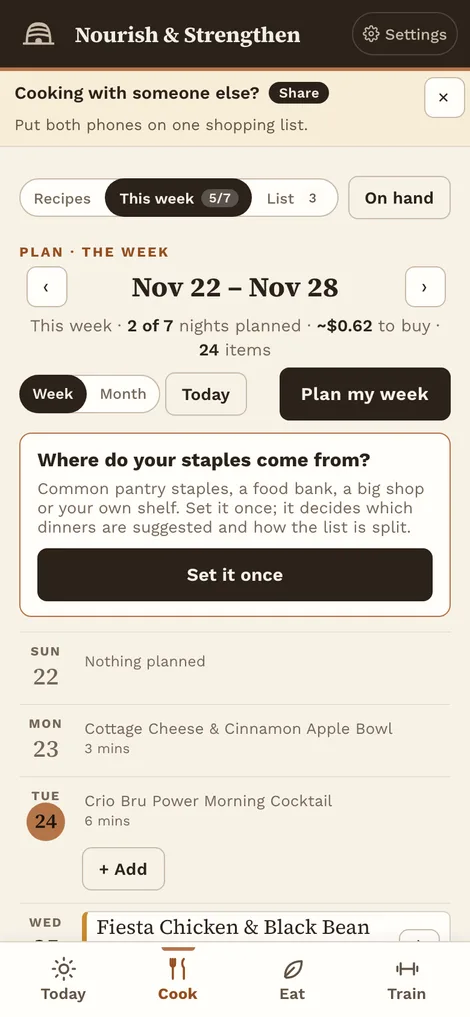 Nourish & Strengthen
Settings
Cooking with someone else? Share
Put both phones on one shopping list.
×
Recipes
This week 5/7
List 3
On hand
PLAN · THE WEEK
‹
Nov 22 – Nov 28
›
This week · 2 of 7 nights planned · ~$0.62 to buy ·
24 items
Week
Month
Today
Plan my week
Where do your staples come from?
Common pantry staples, a food bank, a big shop
or your own shelf. Set it once; it decides which
dinners are suggested and how the list is split.
Set it once
SUN
22
Nothing planned
MON
23
Cottage Cheese & Cinnamon Apple Bowl
3 mins
TUE
24
Crio Bru Power Morning Cocktail
6 mins
+ Add
WED
Fiesta Chicken & Black Bean
Today
Cook
Eat
Train